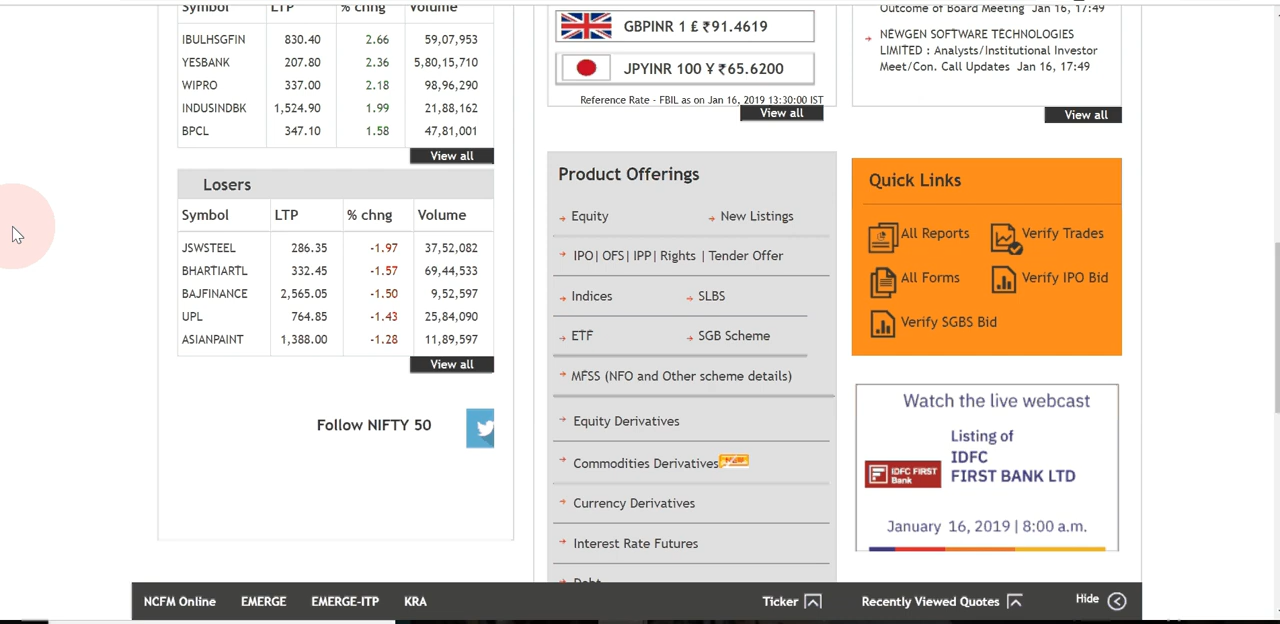 Symbol LTP % chng Volume
IBULHSGFIN 830.40 2.66 59,07,953
YESBANK 207.80 2.36 5,80,15,710
WIPRO 337.00 2.18 98,96,290
INDUSINDBK 1,524.90 1.99 21,88,162
BPCL 347.10 1.58 47,81,001
View all
Losers
Symbol LTP % chng Volume
JSWSTEEL 286.35 -1.97 37,52,082
BHARTIARTL 332.45 -1.57 69,44,533
BAJFINANCE 2,565.05 -1.50 9,52,597
UPL 764.85 -1.43 25,84,090
ASIANPAINT 1,388.00 -1.28 11,89,597
View all
Follow NIFTY 50
GBPINR 1 £ ₹91.4619
JPYINR 100 ¥ ₹65.6200
Reference Rate - FBIL as on Jan 16, 2019 13:30:00 IST
View all
Product Offerings
Equity New Listings
IPO| OFS| IPP| Rights | Tender Offer
Indices SLBS
ETF SGB Scheme
MFSS (NFO and Other scheme details)
Equity Derivatives
Commodities Derivatives
Currency Derivatives
Interest Rate Futures
Debt
Outcome of Board Meeting Jan 16, 17:49
NEWGEN SOFTWARE TECHNOLOGIES
LIMITED : Analysts/Institutional Investor
Meet/Con. Call Updates Jan 16, 17:49
View all
Quick Links
All Reports Verify Trades
All Forms Verify IPO Bid
Verify SGBS Bid
Watch the live webcast
Listing of
IDFC
FIRST BANK LTD
IDFC FIRST
Bank
January 16, 2019 | 8:00 a.m.
NCFM Online EMERGE EMERGE-ITP KRA Ticker Recently Viewed Quotes Hide